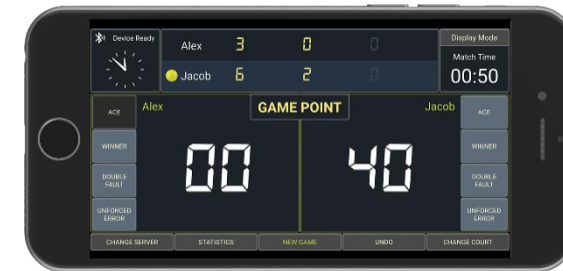 Device Ready
Alex 3 0 0
Jacob 6 2 0
Display Mode
Match Time
00:50
Alex
GAME POINT
Jacob
ACE
WINNER
DOUBLE FAULT
UNFORCED ERROR
00
40
ACE
WINNER
DOUBLE FAULT
UNFORCED ERROR
CHANGE SERVER
STATISTICS
NEW GAME
UNDO
CHANGE COURT